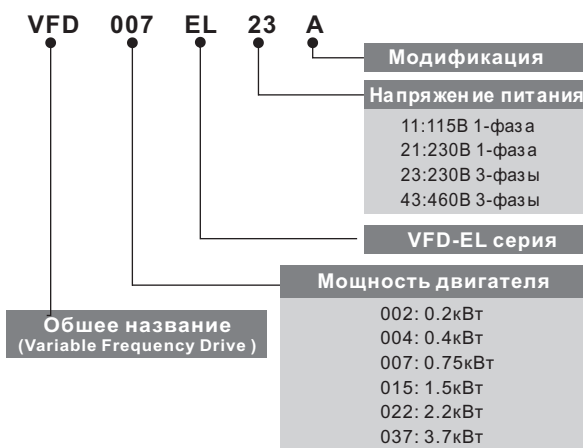 VFD 007 EL 23 A
Модификация
Напряжение питания
11:115В 1-фаза
21:230В 1-фаза
23:230В 3-фазы
43:460В 3-фазы
VFD-EL серия
Мощность двигателя
002: 0.2кВт
004: 0.4кВт
007: 0.75кВт
015: 1.5кВт
022: 2.2кВт
037: 3.7кВт
Обшее название
(Variable Frequency Drive )